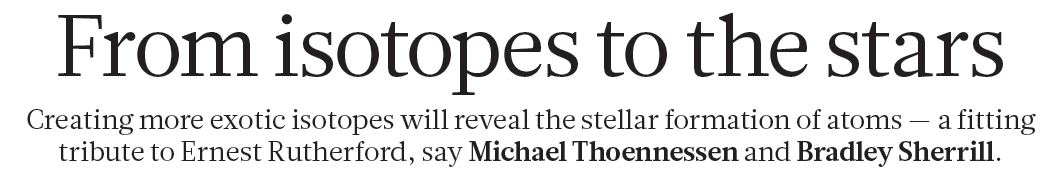 From isotopes to the stars
Creating more exotic isotopes will reveal the stellar formation of atoms — a fitting
tribute to Ernest Rutherford, say Michael Thoennessen and Bradley Sherrill.